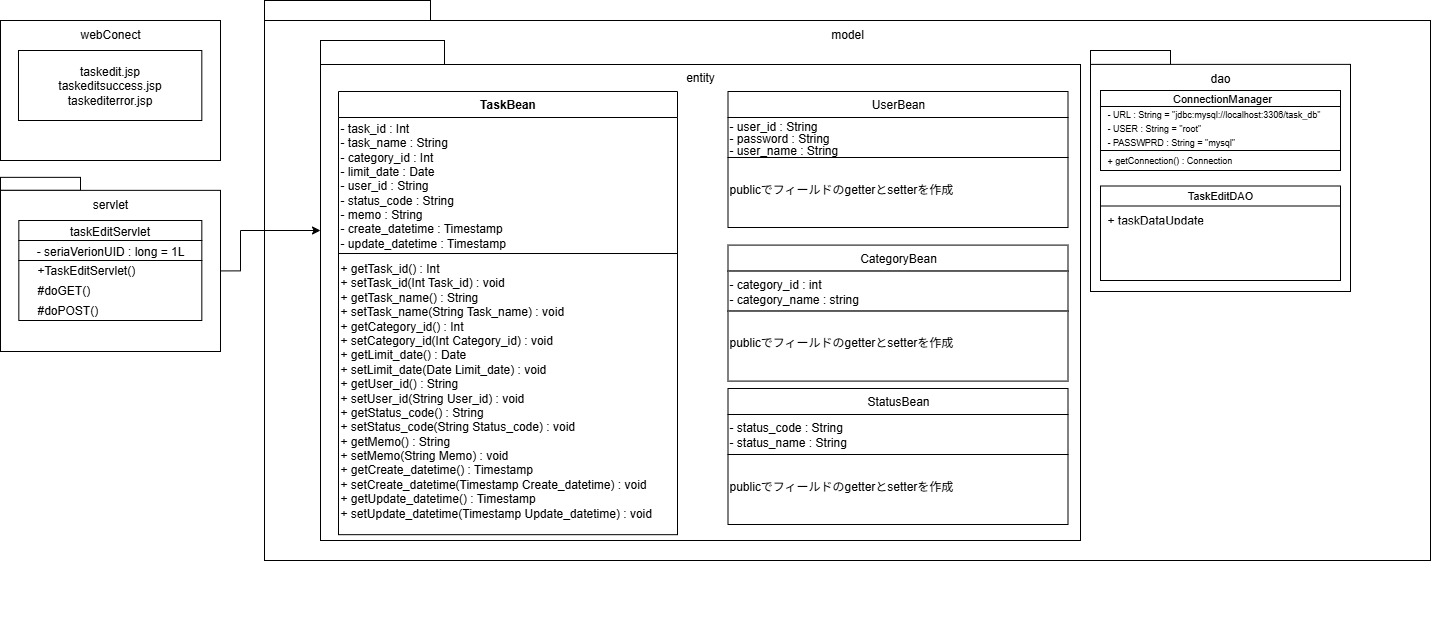 webConect
taskedit.jsp
taskeditsuccess.jsp
taskediterror.jsp
servlet
taskEditServlet
- seriaVerionUID : long = 1L
+TaskEditServlet()
#doGET()
#doPOST()
model
entity
TaskBean
- task_id : Int
- task_name : String
- category_id : Int
- limit_date : Date
- user_id : String
- status_code : String
- memo : String
- create_datetime : Timestamp
- update_datetime : Timestamp
+ getTask_id() : Int
+ setTask_id(Int Task_id) : void
+ getTask_name() : String
+ setTask_name(String Task_name) : void
+ getCategory_id() : Int
+ setCategory_id(Int Category_id) : void
+ getLimit_date() : Date
+ setLimit_date(Date Limit_date) : void
+ getUser_id() : String
+ setUser_id(String User_id) : void
+ getStatus_code() : String
+ setStatus_code(String Status_code) : void
+ getMemo() : String
+ setMemo(String Memo) : void
+ getCreate_datetime() : Timestamp
+ setCreate_datetime(Timestamp Create_datetime) : void
+ getUpdate_datetime() : Timestamp
+ setUpdate_datetime(Timestamp Update_datetime) : void
UserBean
- user_id : String
- password : String
- user_name : String
publicでフィールドのgetterとsetterを作成
CategoryBean
- category_id : int
- category_name : string
publicでフィールドのgetterとsetterを作成
StatusBean
- status_code : String
- status_name : String
publicでフィールドのgetterとsetterを作成
dao
ConnectionManager
- URL : String = "jdbc:mysql://localhost:3306/task_db"
- USER : String = "root"
- PASSWPRD : String = "mysql"
+ getConnection() : Connection
TaskEditDAO
+ taskDataUpdate